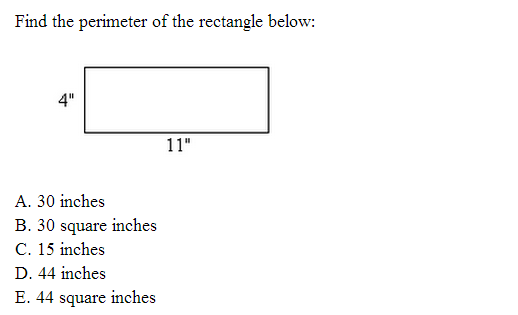 Find the perimeter of the rectangle below:
4"
11"
A. 30 inches
B. 30 square inches
C. 15 inches
D. 44 inches
E. 44 square inches